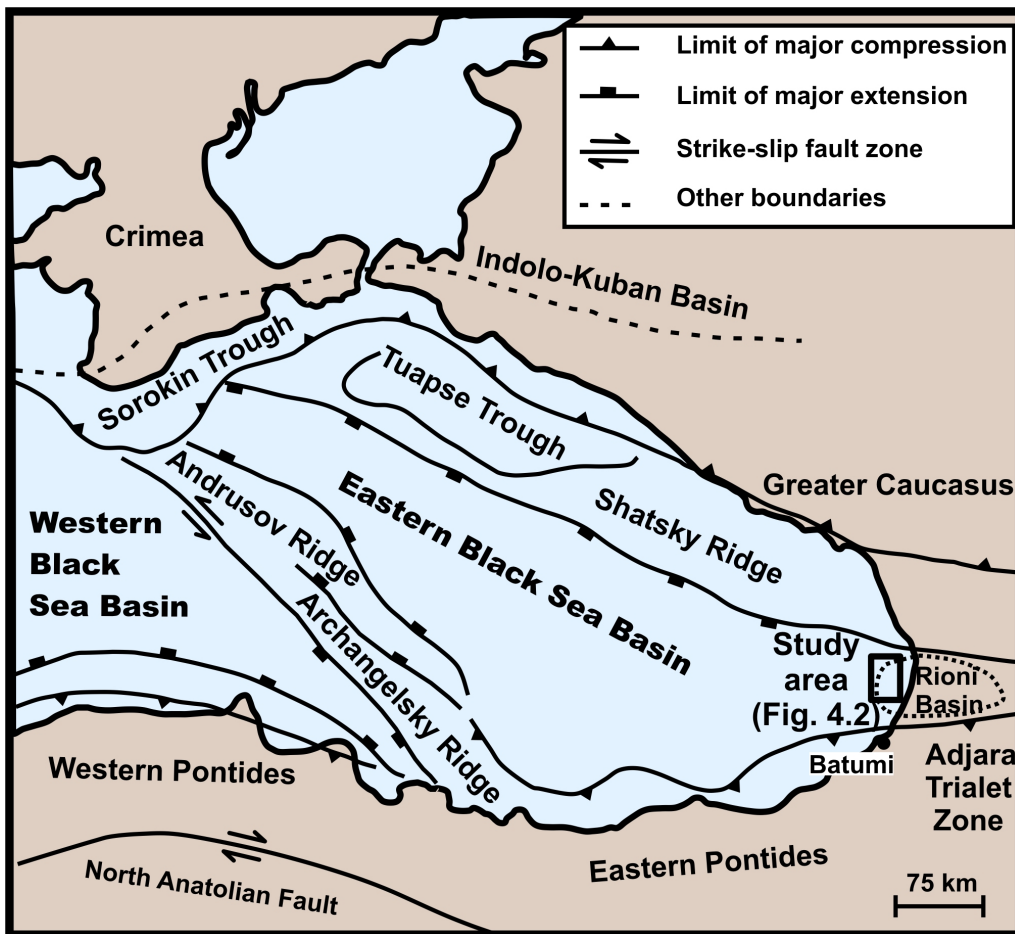 Limit of major compression
Limit of major extension
Strike-slip fault zone
Other boundaries
Crimea
Indolo-Kuban Basin
Sorokin Trough
Tuapse Trough
Greater Caucasus
Andrusov Ridge
Eastern Black Sea Basin
Shatsky Ridge
Western
Black
Sea Basin
Archangelsky Ridge
Study
area
(Fig. 4.2)
Rioni
Basin
Batumi
Adjara
Trialet
Zone
Western Pontides
Eastern Pontides
North Anatolian Fault
75 km